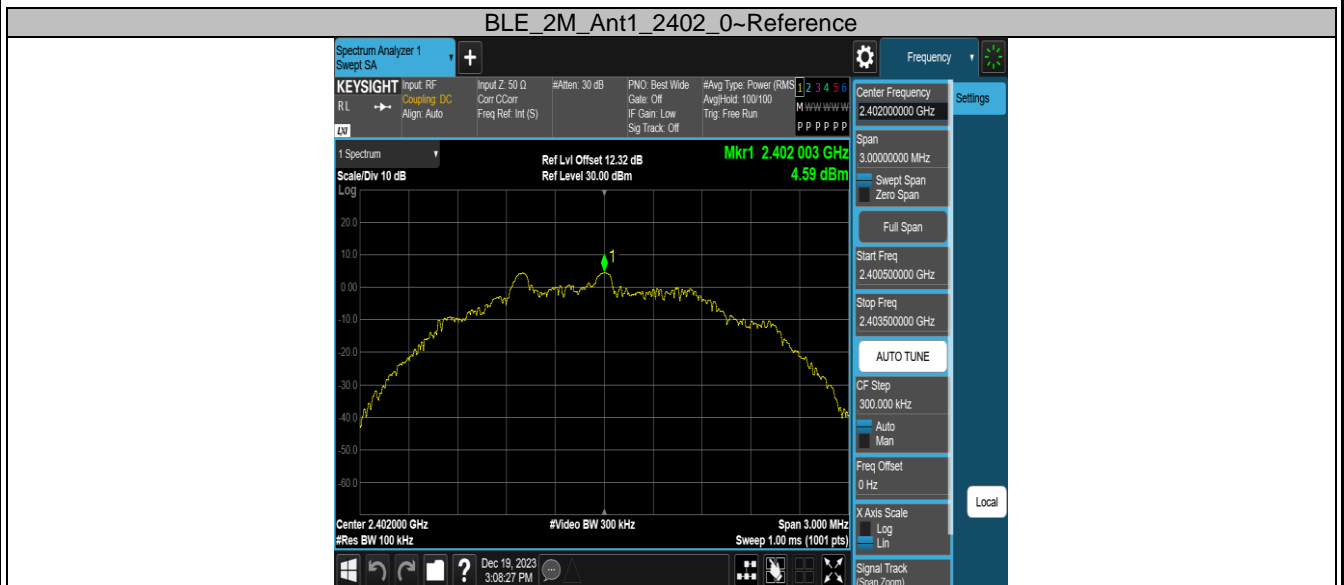 BLE_2M_Ant1_2402_0~Reference
Spectrum Analyzer 1
Swept SA
+
Frequency
KEYSIGHT
RL
LXI
Input: RF
Coupling: DC
Align: Auto
Input Z: 50 Ω
Corr CCorr
Freq Ref: Int (S)
#Atten: 30 dB
PNO: Best Wide
Gate: Off
IF Gain: Low
Sig Track: Off
#Avg Type: Power (RMS
Avg|Hold: 100/100
Trig: Free Run
1 2 3 4 5 6
M W W W W W
P P P P P P
1 Spectrum
Scale/Div 10 dB
Log
Ref Lvl Offset 12.32 dB
Ref Level 30.00 dBm
Mkr1 2.402 003 GHz
4.59 dBm
20.0
10.0
0.00
-10.0
-20.0
-30.0
-40.0
-50.0
-60.0
1
Center 2.402000 GHz
#Res BW 100 kHz
#Video BW 300 kHz
Span 3.000 MHz
Sweep 1.00 ms (1001 pts)
Center Frequency
2.402000000 GHz
Settings
Span
3.00000000 MHz
Swept Span
Zero Span
Full Span
Start Freq
2.400500000 GHz
Stop Freq
2.403500000 GHz
AUTO TUNE
CF Step
300.000 kHz
Auto
Man
Freq Offset
0 Hz
X Axis Scale
Log
Lin
Local
Signal Track
(Span Zoom)
?
Dec 19, 2023
3:08:27 PM